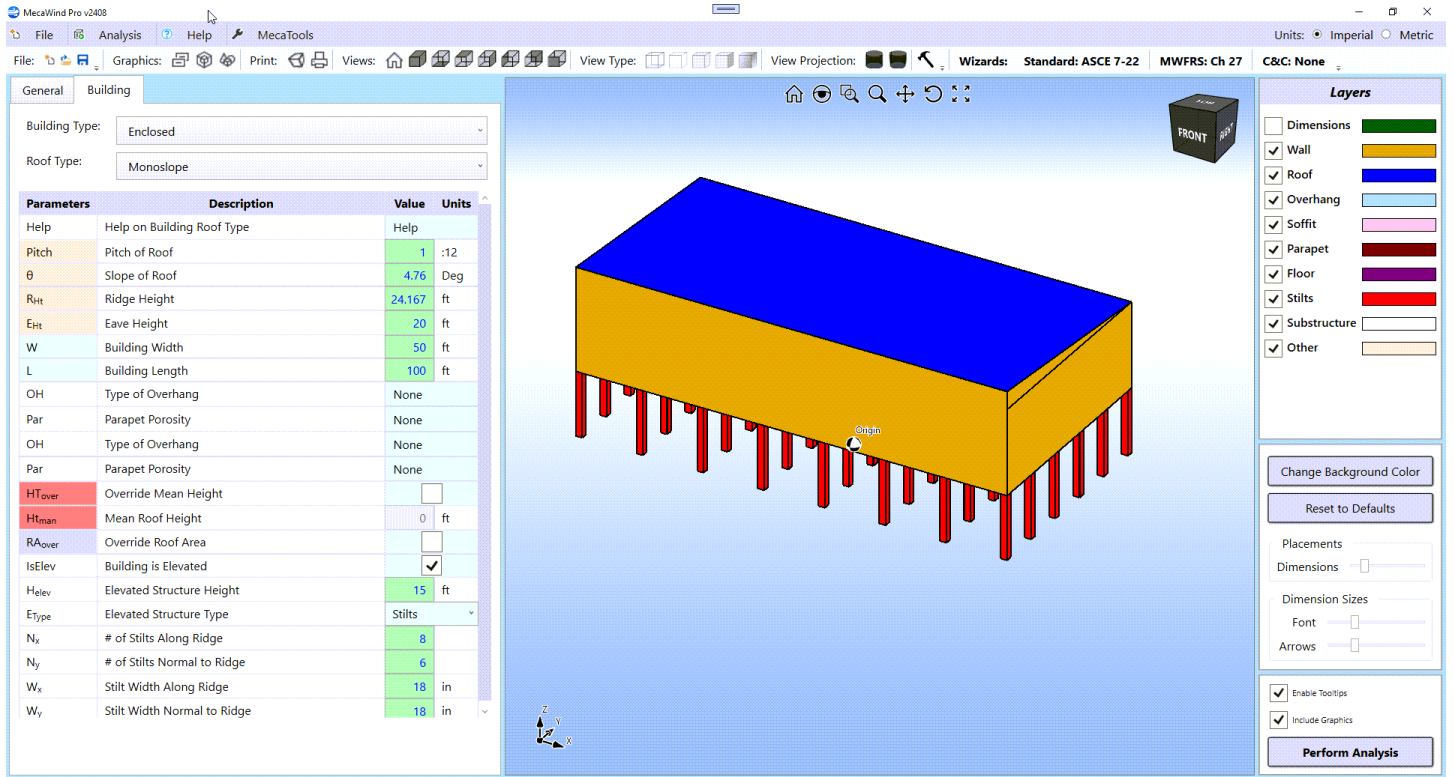 MecaWind Pro v2408
File Analysis Help MecaTools Units: Imperial Metric
File: Graphics: Print: Views: View Type: View Projection: Wizards: Standard: ASCE 7-22 MWFRS: Ch 27 C&C: None
General Building
Building Type: Enclosed
Roof Type: Monoslope
Parameters Description Value Units
Help Help on Building Roof Type Help
Pitch Pitch of Roof 1 :12
θ Slope of Roof 4.76 Deg
RHt Ridge Height 24.167 ft
EHt Eave Height 20 ft
W Building Width 50 ft
L Building Length 100 ft
OH Type of Overhang None
Par Parapet Porosity None
OH Type of Overhang None
Par Parapet Porosity None
HTover Override Mean Height
Htman Mean Roof Height 0 ft
RAover Override Roof Area
IsElev Building is Elevated
Helev Elevated Structure Height 15 ft
EType Elevated Structure Type Stilts
Nx # of Stilts Along Ridge 8
Ny # of Stilts Normal to Ridge 6
Wx Stilt Width Along Ridge 18 in
Wy Stilt Width Normal to Ridge 18 in
TOP
FRONT RIGHT
Origin
Z
Y
X
Layers
Dimensions
Wall
Roof
Overhang
Soffit
Parapet
Floor
Stilts
Substructure
Other
Change Background Color
Reset to Defaults
Placements
Dimensions
Dimension Sizes
Font
Arrows
Enable Tooltips
Include Graphics
Perform Analysis